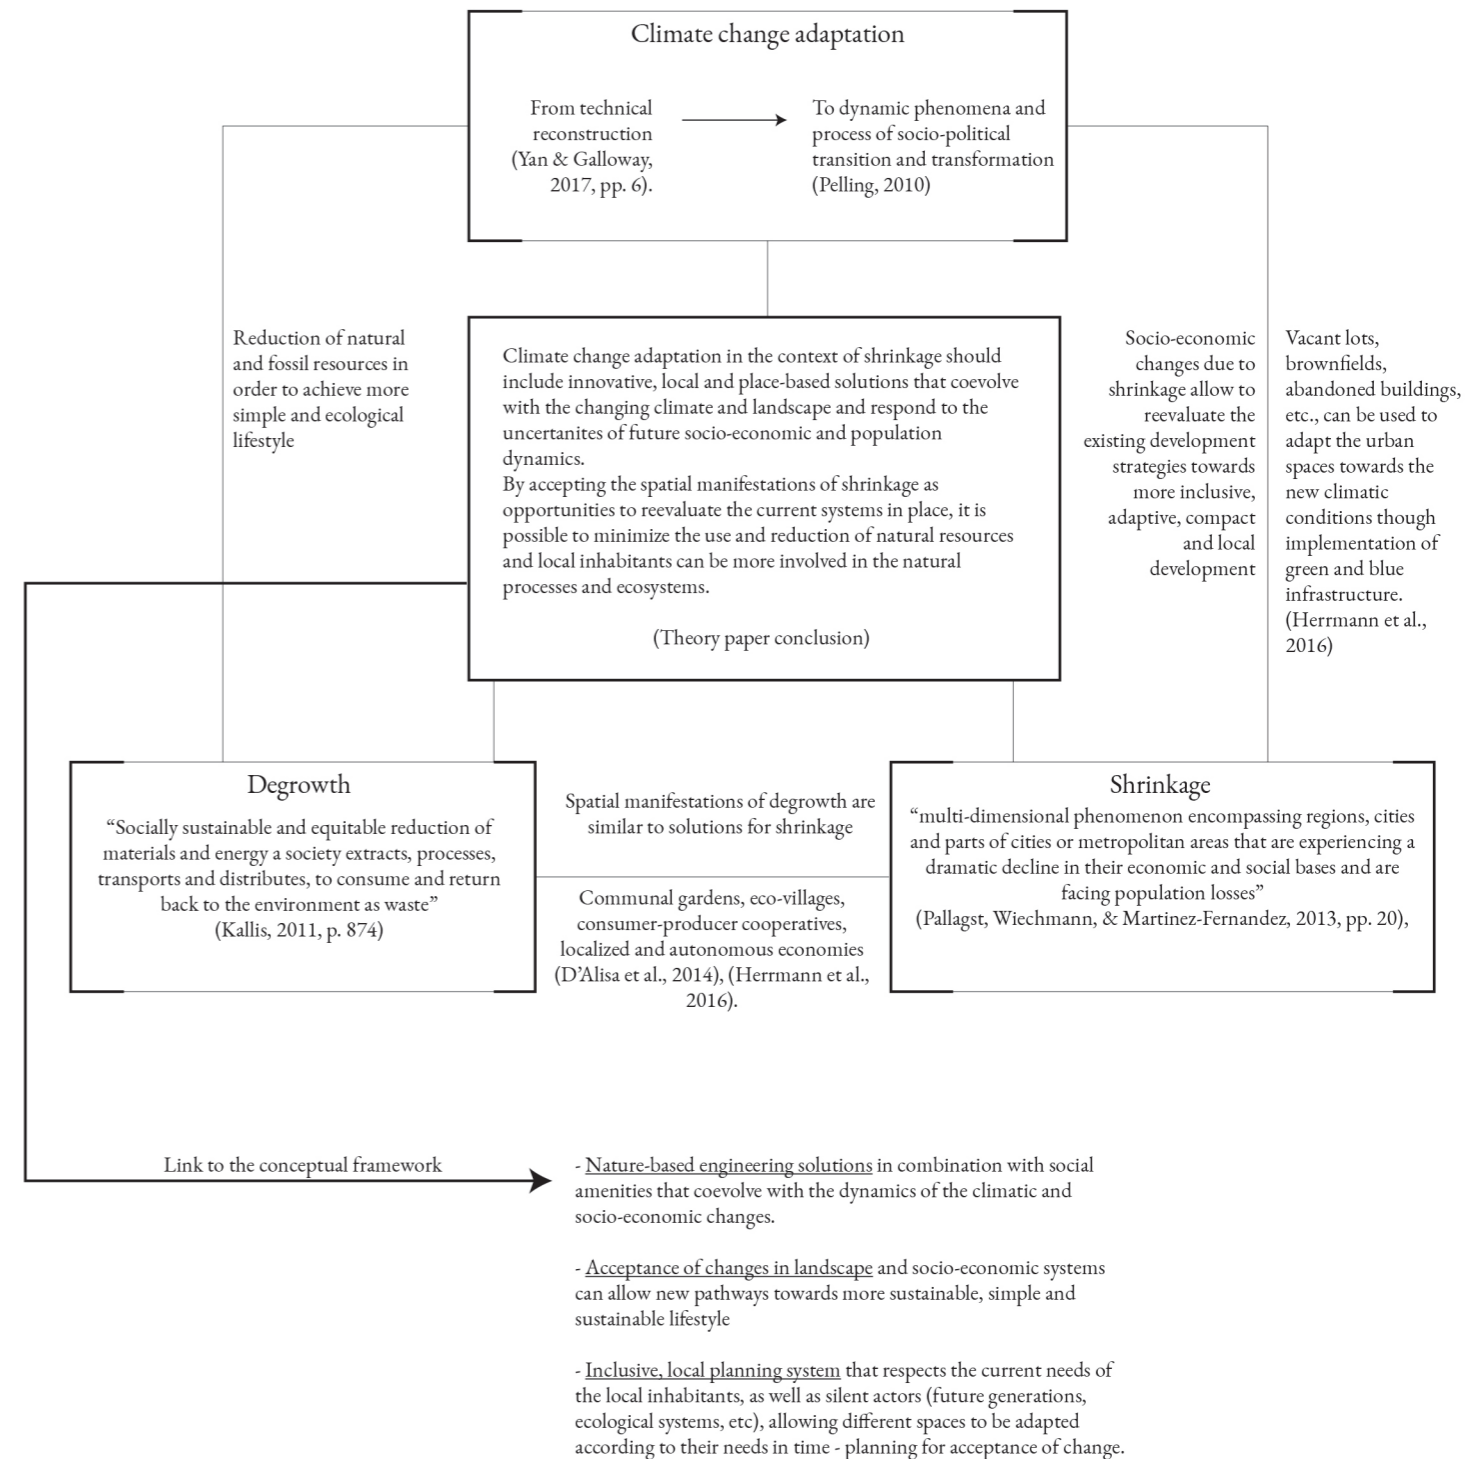 Climate change adaptation
From technical
reconstruction
(Yan & Galloway,
2017, pp. 6).
To dynamic phenomena and
process of socio-political
transition and transformation
(Pelling, 2010)
Reduction of natural
and fossil resources in
order to achieve more
simple and ecological
lifestyle
Climate change adaptation in the context of shrinkage should
include innovative, local and place-based solutions that coevolve
with the changing climate and landscape and respond to the
uncertanites of future socio-economic and population
dynamics.
By accepting the spatial manifestations of shrinkage as
opportunities to reevaluate the current systems in place, it is
possible to minimize the use and reduction of natural resources
and local inhabitants can be more involved in the natural
processes and ecosystems.
(Theory paper conclusion)
Socio-economic
changes due to
shrinkage allow to
reevaluate the
existing development
strategies towards
more inclusive,
adaptive, compact
and local
development
Vacant lots,
brownfields,
abandoned buildings,
etc., can be used to
adapt the urban
spaces towards the
new climatic
conditions though
implementation of
green and blue
infrastructure.
(Herrmann et al.,
2016)
Degrowth
“Socially sustainable and equitable reduction of
materials and energy a society extracts, processes,
transports and distributes, to consume and return
back to the environment as waste”
(Kallis, 2011, p. 874)
Spatial manifestations of degrowth are
similar to solutions for shrinkage
Communal gardens, eco-villages,
consumer-producer cooperatives,
localized and autonomous economies
(D’Alisa et al., 2014), (Herrmann et al.,
2016).
Shrinkage
“multi-dimensional phenomenon encompassing regions, cities
and parts of cities or metropolitan areas that are experiencing a
dramatic decline in their economic and social bases and are
facing population losses”
(Pallagst, Wiechmann, & Martinez-Fernandez, 2013, pp. 20),
Link to the conceptual framework
- Nature-based engineering solutions in combination with social
amenities that coevolve with the dynamics of the climatic and
socio-economic changes.
- Acceptance of changes in landscape and socio-economic systems
can allow new pathways towards more sustainable, simple and
sustainable lifestyle
- Inclusive, local planning system that respects the current needs of
the local inhabitants, as well as silent actors (future generations,
ecological systems, etc), allowing different spaces to be adapted
according to their needs in time - planning for acceptance of change.